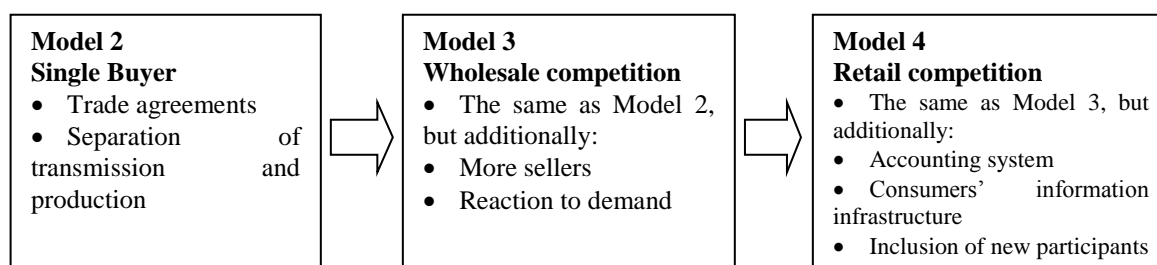 Model 2
Single Buyer
• Trade agreements
• Separation of
transmission and
production
Model 3
Wholesale competition
• The same as Model 2,
but additionally:
• More sellers
• Reaction to demand
Model 4
Retail competition
• The same as Model 3, but
additionally:
• Accounting system
• Consumers’ information
infrastructure
• Inclusion of new participants